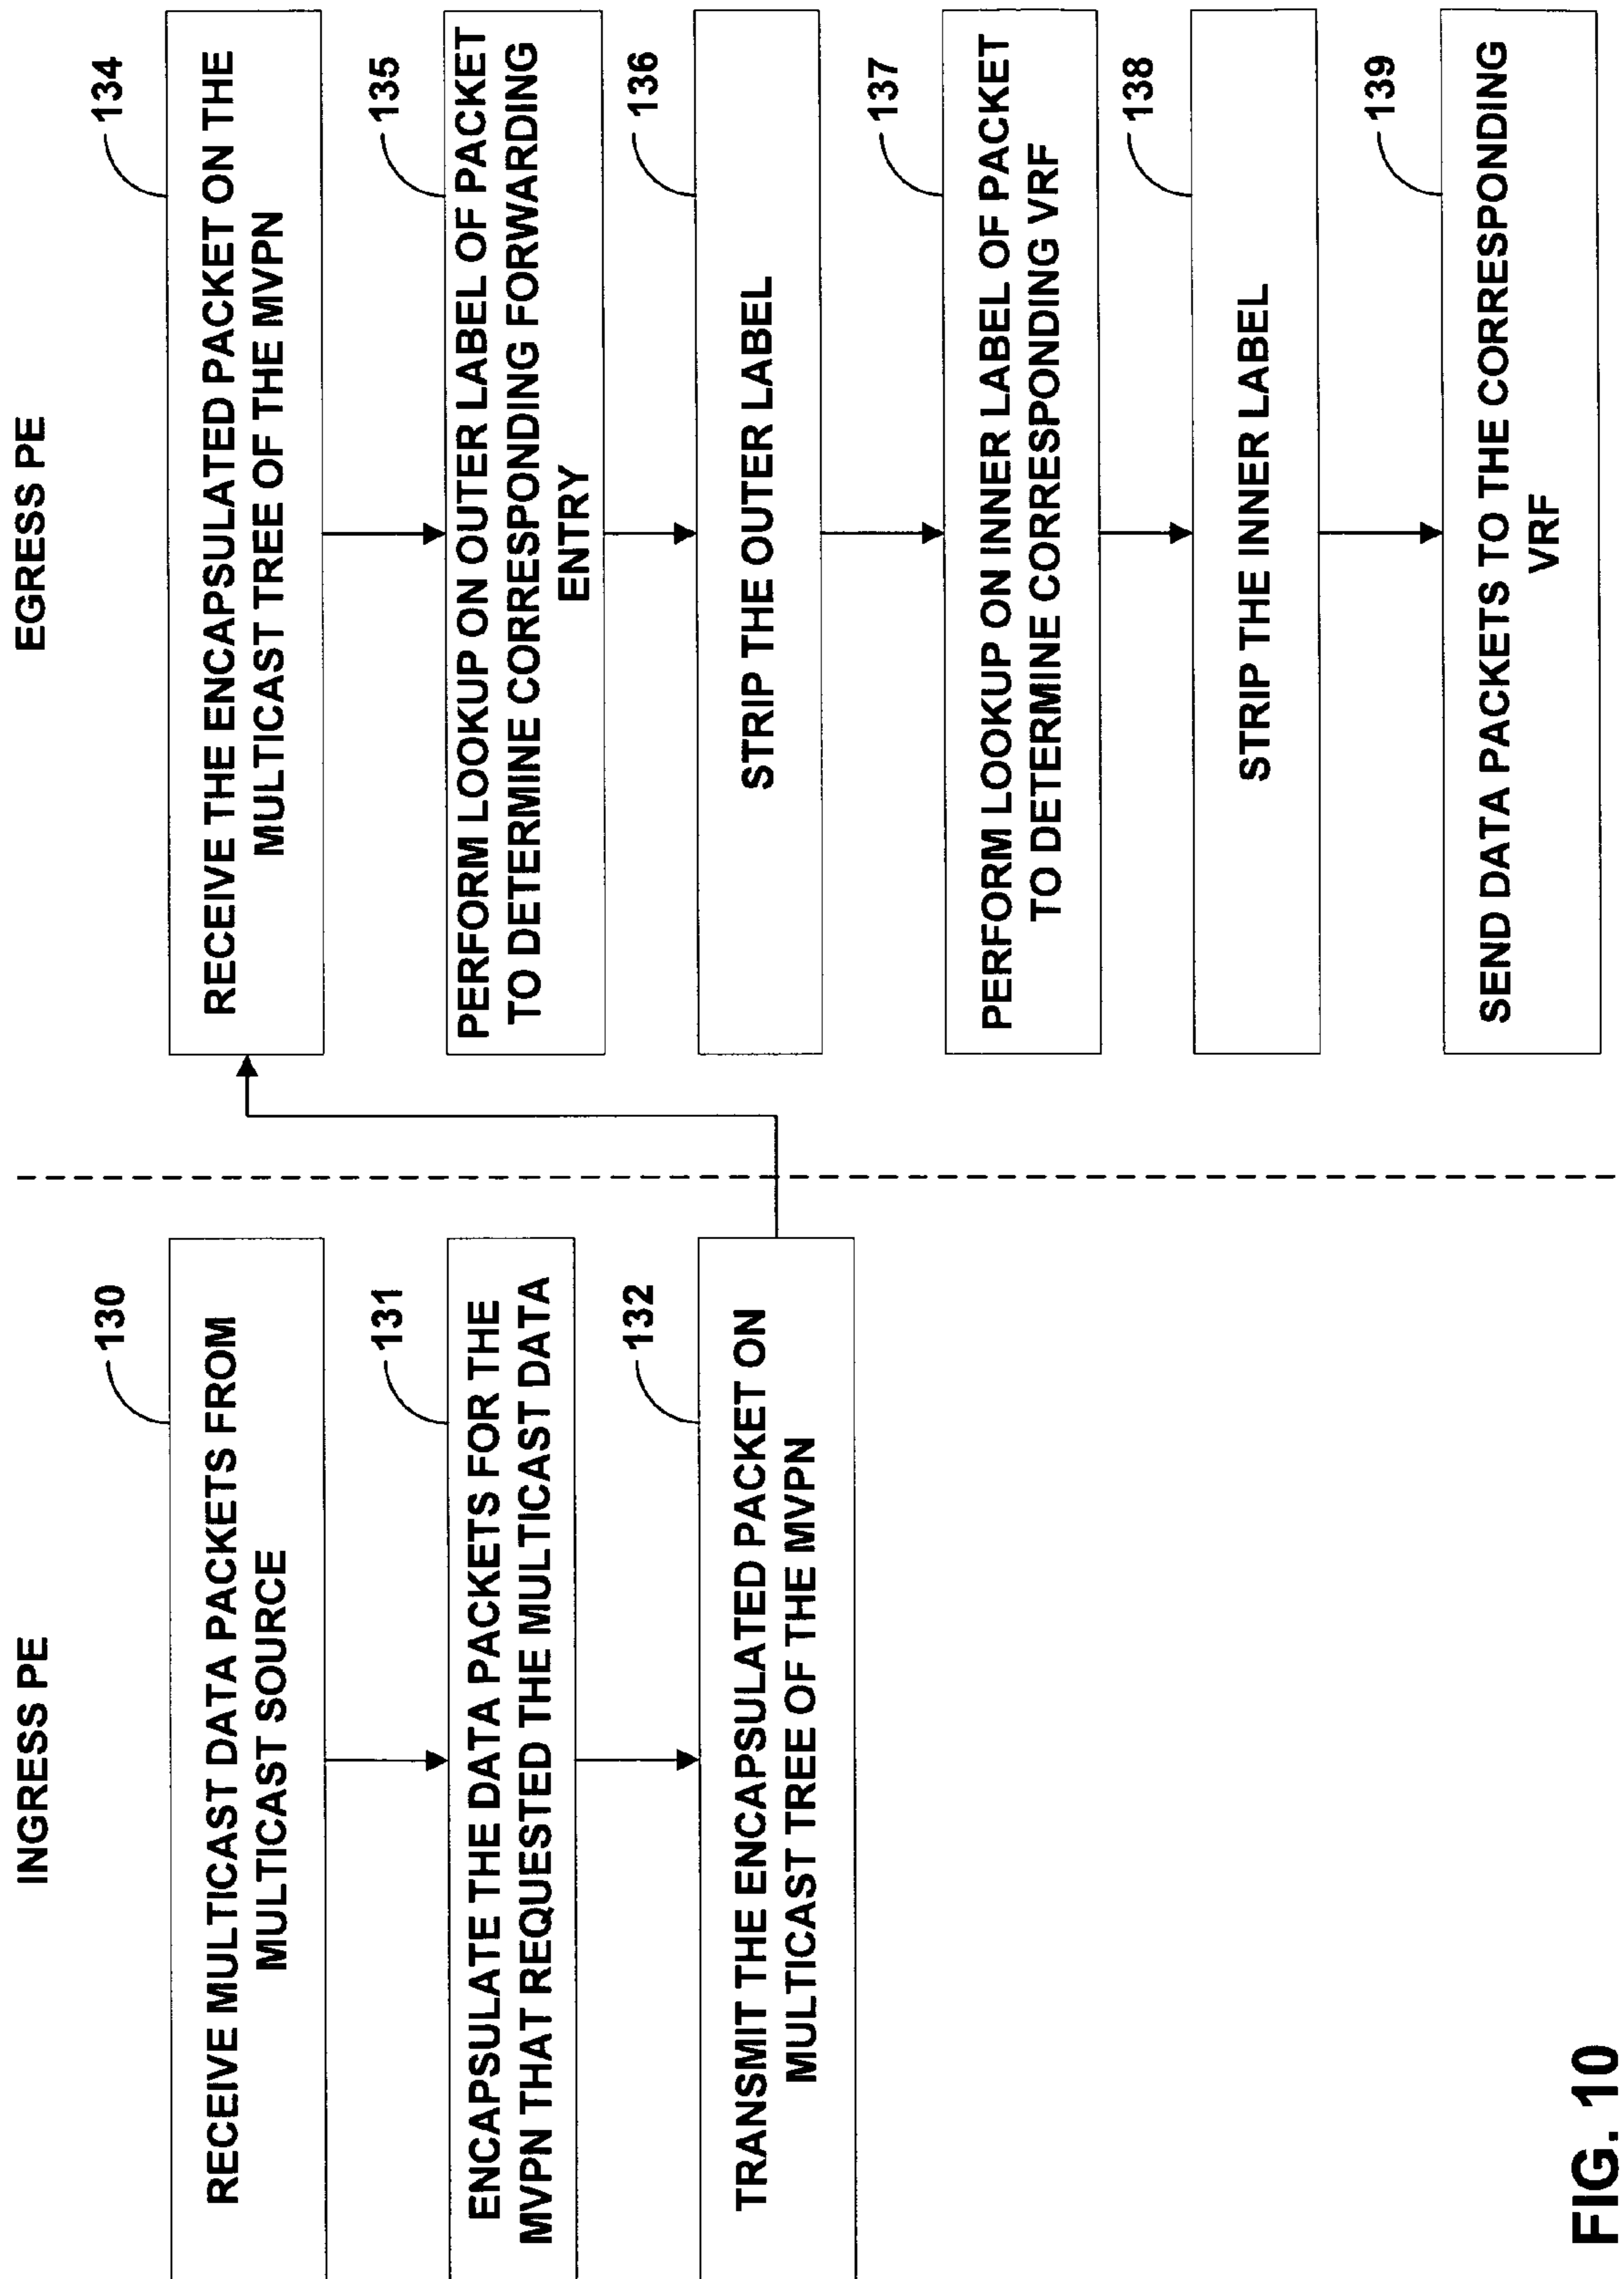 INGRESS PE
130
RECEIVE MULTICAST DATA PACKETS FROM
MULTICAST SOURCE
131
ENCAPSULATE THE DATA PACKETS FOR THE
MVPN THAT REQUESTED THE MULTICAST DATA
132
TRANSMIT THE ENCAPSULATED PACKET ON
MULTICAST TREE OF THE MVPN
EGRESS PE
134
RECEIVE THE ENCAPSULATED PACKET ON THE
MULTICAST TREE OF THE MVPN
135
PERFORM LOOKUP ON OUTER LABEL OF PACKET
TO DETERMINE CORRESPONDING FORWARDING
ENTRY
136
STRIP THE OUTER LABEL
137
PERFORM LOOKUP ON INNER LABEL OF PACKET
TO DETERMINE CORRESPONDING VRF
138
STRIP THE INNER LABEL
139
SEND DATA PACKETS TO THE CORRESPONDING
VRF
FIG. 10